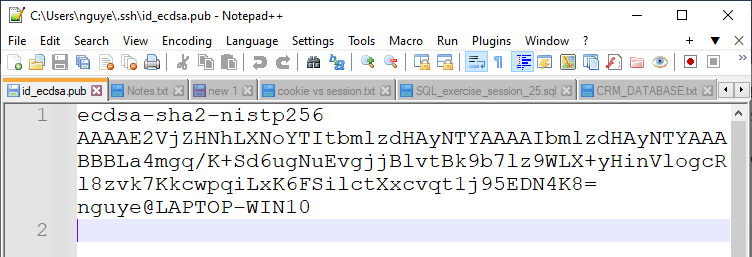 C:\Users\nguye\.ssh\id_ecdsa.pub - Notepad++
File Edit Search View Encoding Language Settings Tools Macro Run Plugins Window ? + ▼ X
id_ecdsa.pub Notes.txt new 1 cookie vs session.txt SQL_exercise_session_25.sql CRM_DATABASE.txt
1 ecdsa-sha2-nistp256
AAAAE2VjZHNhLXNoYTItbmlzdHAyNTYAAAAIbmlzdHAyNTYAAA
BBBLa4mgq/K+Sd6ugNuEvgjjBlvtBk9b7lz9WLX+yHinVlogcR
l8zvk7KkcwpqiLxK6FSilctXxcvqt1j95EDN4K8=
nguye@LAPTOP-WIN10
2